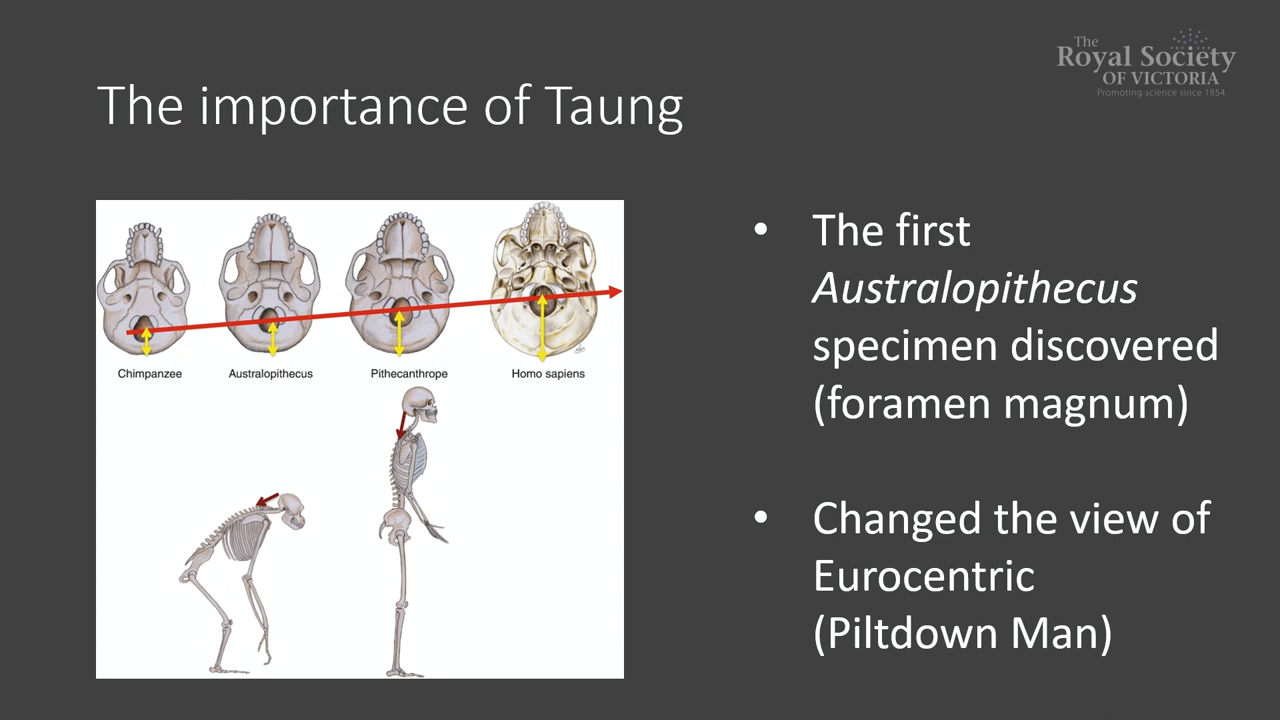 The
Royal Society
OF VICTORIA
Promoting science since 1854
The importance of Taung
Chimpanzee
Australopithecus
Pithecanthrope
Homo sapiens
• The first
Australopithecus
specimen discovered
(foramen magnum)
• Changed the view of
Eurocentric
(Piltdown Man)